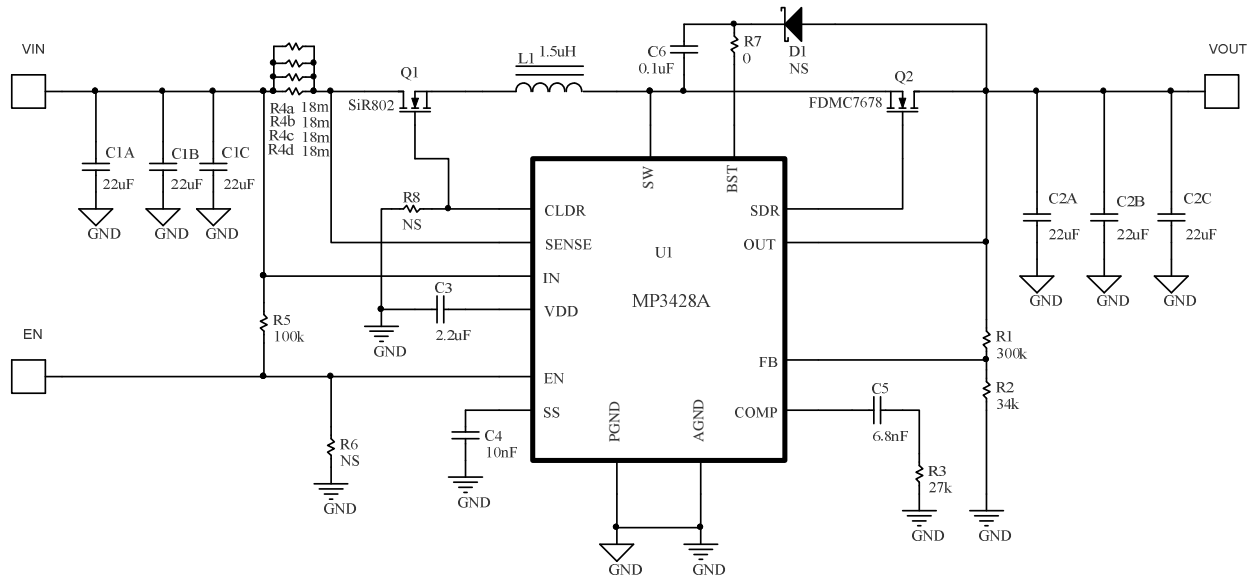 VIN
L1 1.5uH
C6
0.1uF
R7
0
D1
NS
VOUT
Q1
SiR802
Q2
FDMC7678
R4a 18m
R4b 18m
R4c 18m
R4d 18m
C1A
22uF
GND
C1B
22uF
GND
C1C
22uF
GND
SW
BST
R8
NS
CLDR
SDR
C2A
22uF
GND
C2B
22uF
GND
C2C
22uF
GND
SENSE
OUT
U1
IN
MP3428A
C3
2.2uF
VDD
GND
EN
R5
100k
R1
300k
FB
EN
R2
34k
C5
6.8nF
SS
COMP
PGND
AGND
C4
10nF
GND
R6
NS
GND
R3
27k
GND
GND
GND
GND